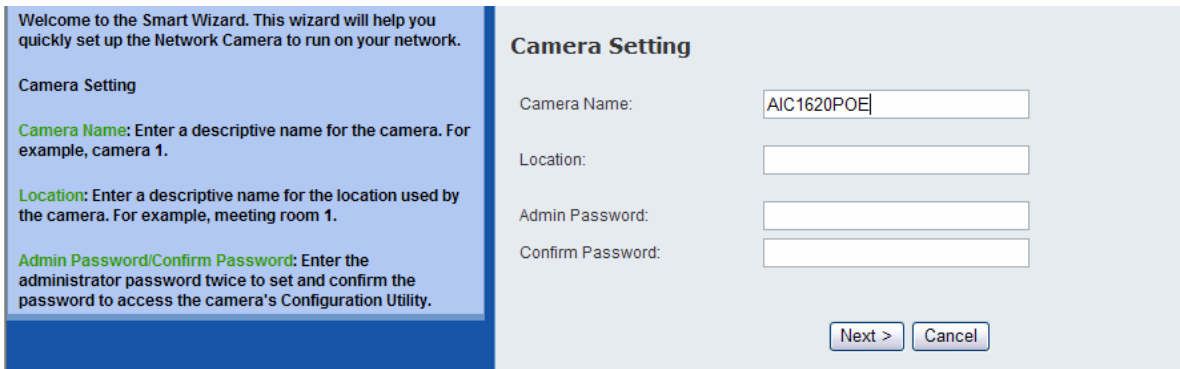 Welcome to the Smart Wizard. This wizard will help you
quickly set up the Network Camera to run on your network.
Camera Setting
Camera Name: Enter a descriptive name for the camera. For
example, camera 1.
Location: Enter a descriptive name for the location used by
the camera. For example, meeting room 1.
Admin Password/Confirm Password: Enter the
administrator password twice to set and confirm the
password to access the camera's Configuration Utility.
Camera Setting
Camera Name: AIC1620POE
Location:
Admin Password:
Confirm Password:
Next > Cancel